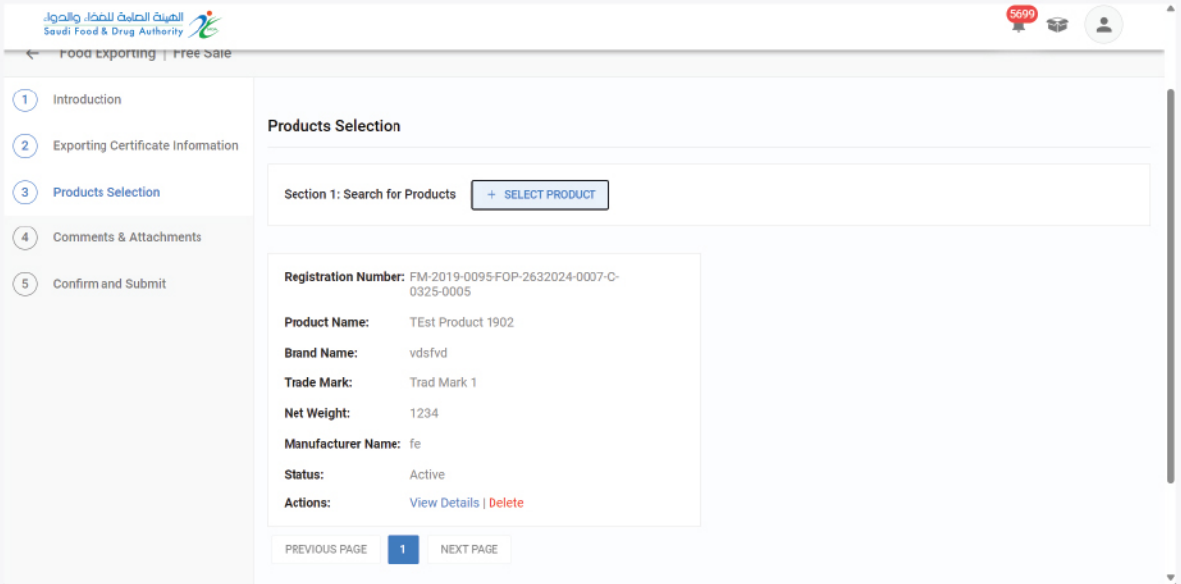 الهيئة العامة للغذاء والدواء
Saudi Food & Drug Authority
5699
← Food Exporting | Free Sale
1 Introduction
2 Exporting Certificate Information
3 Products Selection
4 Comments & Attachments
5 Confirm and Submit
Products Selection
Section 1: Search for Products + SELECT PRODUCT
Registration Number: FM-2019-0095-FOP-2632024-0007-C-
0325-0005
Product Name: TEst Product 1902
Brand Name: vdsfvd
Trade Mark: Trad Mark 1
Net Weight: 1234
Manufacturer Name: fe
Status: Active
Actions: View Details | Delete
PREVIOUS PAGE 1 NEXT PAGE